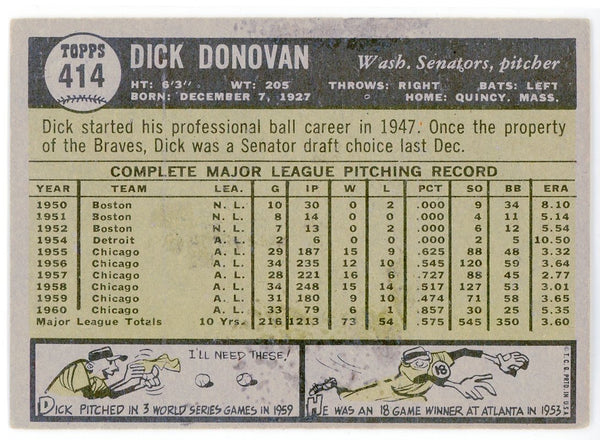 TOPPS
414
DICK DONOVAN
Wash. Senators, pitcher
HT: 6'3" WT: 205 THROWS: RIGHT BATS: LEFT
BORN: DECEMBER 7, 1927 HOME: QUINCY, MASS.
Dick started his professional ball career in 1947. Once the property
of the Braves, Dick was a Senator draft choice last Dec.
COMPLETE MAJOR LEAGUE PITCHING RECORD
YEAR TEAM LEA. G IP W L PCT SO BB ERA
1950 Boston N. L. 10 30 0 2 .000 9 34 8.10
1951 Boston N. L. 8 14 0 0 .000 4 11 5.14
1952 Boston N. L. 7 13 0 2 .000 6 12 5.54
1954 Detroit A. L. 2 6 0 0 .000 2 5 10.50
1955 Chicago A. L. 29 187 15 9 .625 88 48 3.32
1956 Chicago A. L. 34 235 12 10 .545 120 59 3.64
1957 Chicago A. L. 28 221 16 6 .727 88 45 2.77
1958 Chicago A. L. 34 248 15 14 .517 127 53 3.01
1959 Chicago A. L. 31 180 9 10 .474 71 58 3.65
1960 Chicago A. L. 33 79 6 1 .857 30 25 5.35
Major League Totals 10 Yrs. 216 1213 73 54 .575 545 350 3.60
I'LL NEED THESE!
DICK PITCHED IN 3 WORLD SERIES GAMES IN 1959
18
HE WAS AN 18 GAME WINNER AT ATLANTA IN 1953
© T.C.G. PRTD. IN U.S.A.